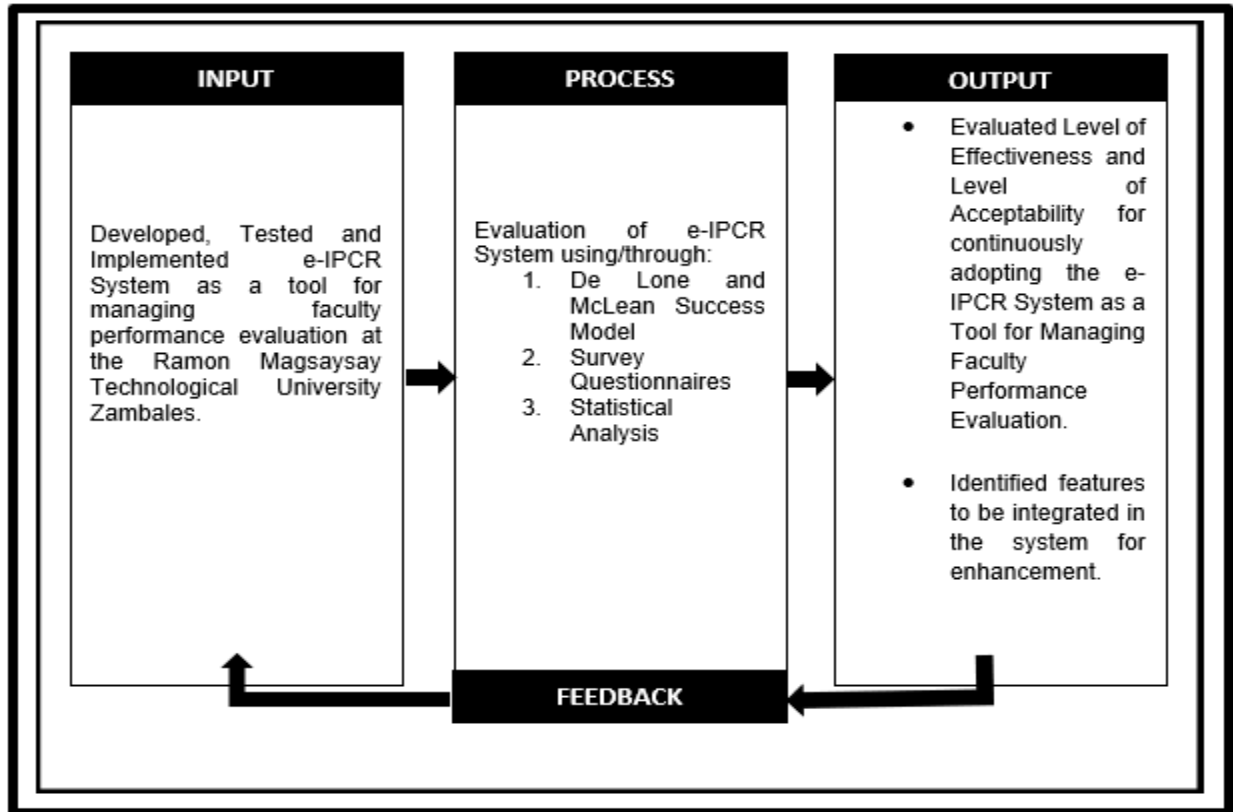 INPUT
Developed, Tested and
Implemented e-IPCR
System as a tool for
managing faculty
performance evaluation at
the Ramon Magsaysay
Technological University
Zambales.
PROCESS
Evaluation of e-IPCR
System using/through:
1. De Lone and
McLean Success
Model
2. Survey
Questionnaires
3. Statistical
Analysis
OUTPUT
• Evaluated Level of
Effectiveness and
Level of
Acceptability for
continuously
adopting the e-
IPCR System as a
Tool for Managing
Faculty
Performance
Evaluation.
• Identified features
to be integrated in
the system for
enhancement.
FEEDBACK